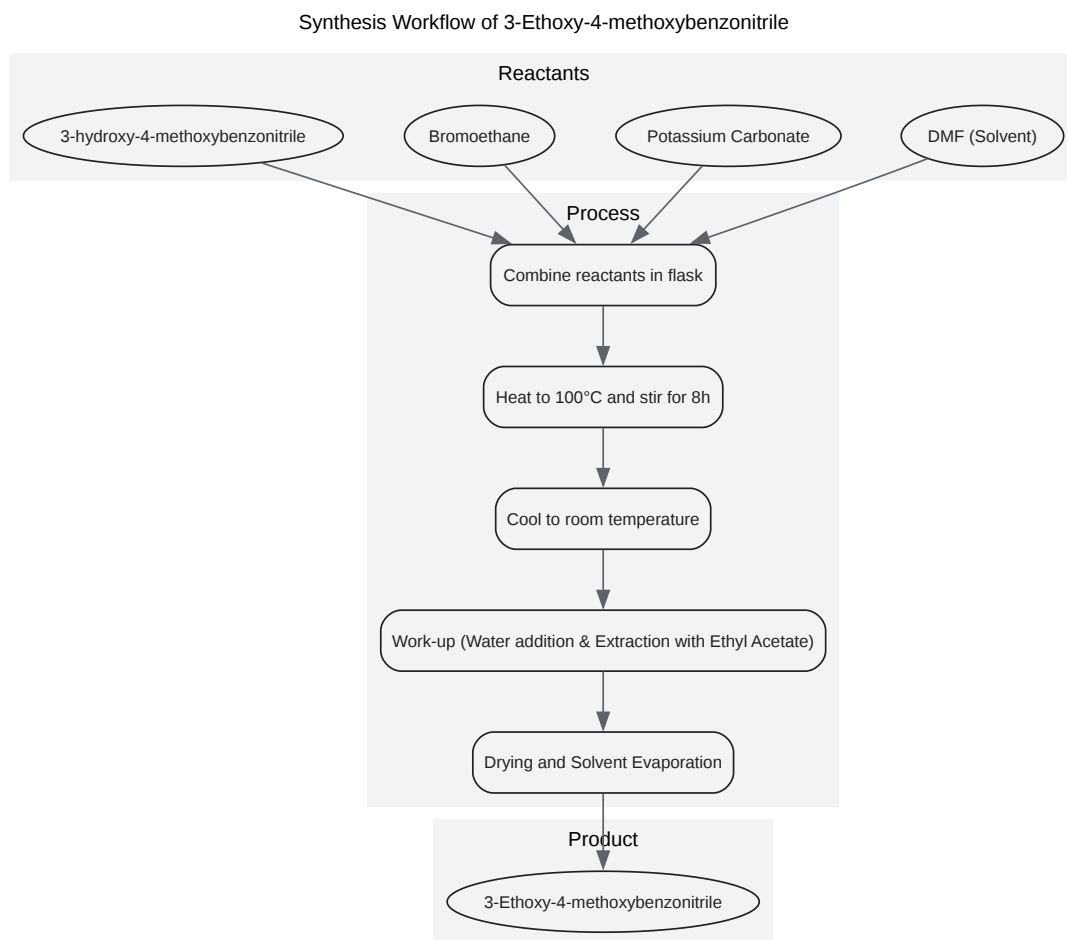 Synthesis Workflow of 3-Ethoxy-4-methoxybenzonitrile
Reactants
3-hydroxy-4-methoxybenzonitrile
Bromoethane
Potassium Carbonate
DMF (Solvent)
Process
Combine reactants in flask
Heat to 100°C and stir for 8h
Cool to room temperature
Work-up (Water addition & Extraction with Ethyl Acetate)
Drying and Solvent Evaporation
Product
3-Ethoxy-4-methoxybenzonitrile